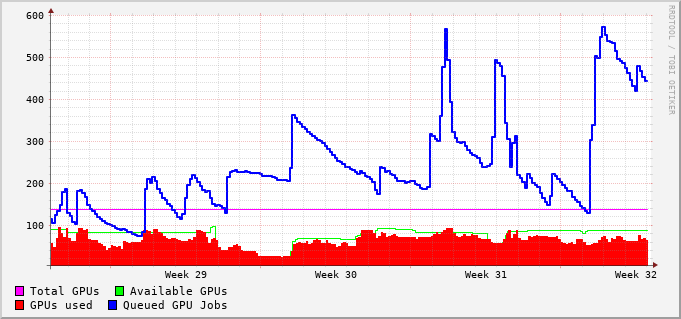 600
500
400
300
200
100
Week 29 Week 30 Week 31 Week 32
Total GPUs Available GPUs
GPUs used Queued GPU Jobs
RRDTOOL / TOBI OETIKER